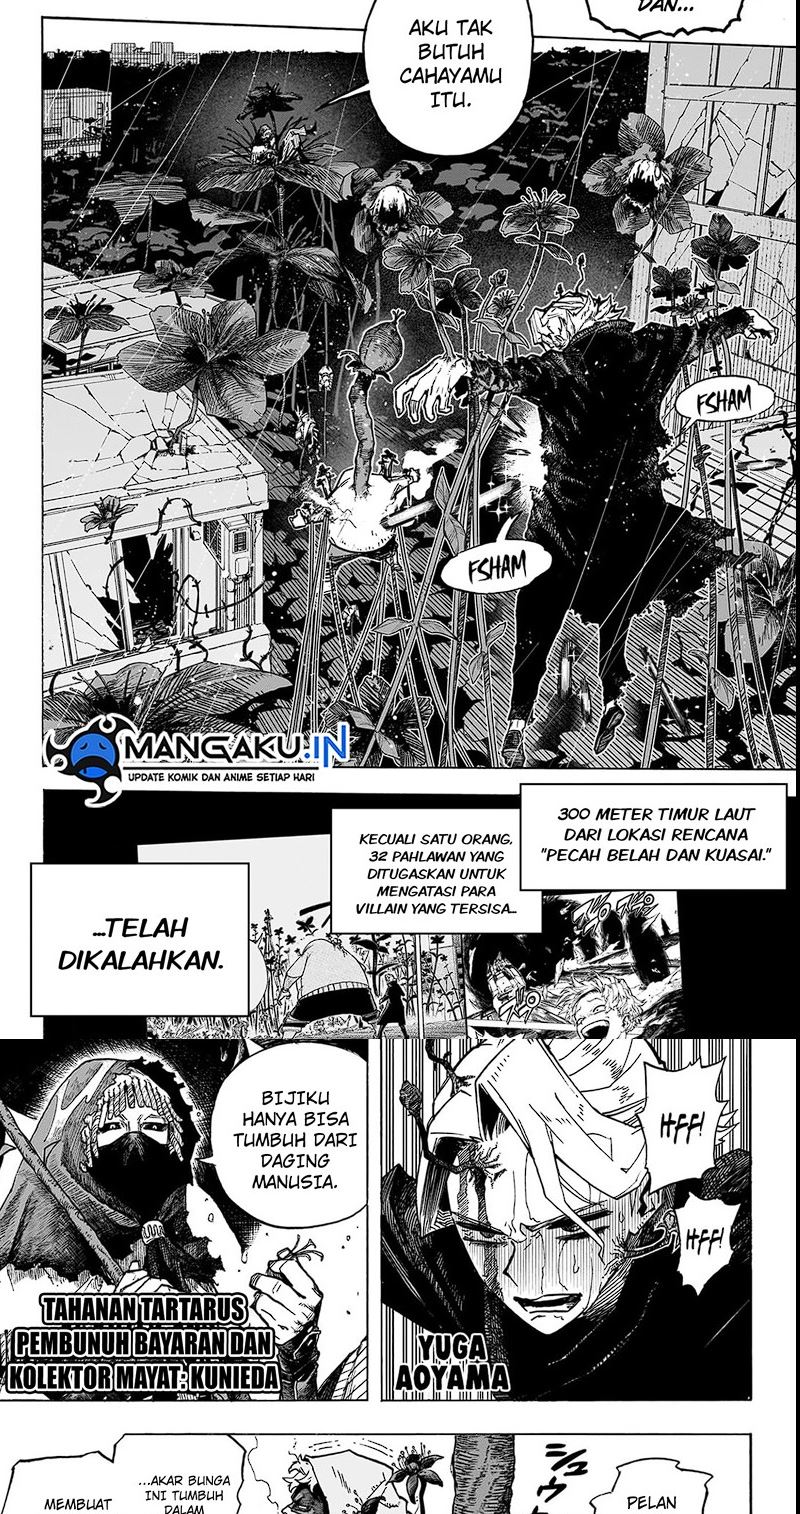 DAN...
AKU TAK
BUTUH
CAHAYAMU
ITU.
FSHAM
FSHAM
MANGAKU.IN
UPDATE KOMIK DAN ANIME SETIAP HARI
300 METER TIMUR LAUT
DARI LOKASI RENCANA
"PECAH BELAH DAN KUASAI."
KECUALI SATU ORANG,
32 PAHLAWAN YANG
DITUGASKAN UNTUK
MENGATASI PARA
VILLAIN YANG TERSISA...
...TELAH
DIKALAHKAN.
BIJIKU
HANYA BISA
TUMBUH DARI
DAGING
MANUSIA.
TAHANAN TARTARUS
PEMBUNUH BAYARAN DAN
KOLEKTOR MAYAT: KUNIEDA
HFF!
HFF!
YUGA
AOYAMA
PELAN
...AKAR BUNGA
INI TUMBUH
DALAM
MEMBUAT